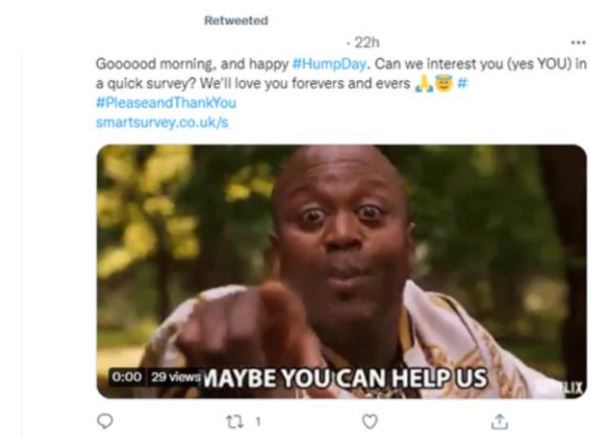 Retweeted
· 22h
Goooood morning, and happy #HumpDay. Can we interest you (yes YOU) in
a quick survey? We'll love you forevers and evers 🙏😇 #
#PleaseandThankYou
smartsurvey.co.uk/s
0:00 29 views MAYBE YOU CAN HELP US
1